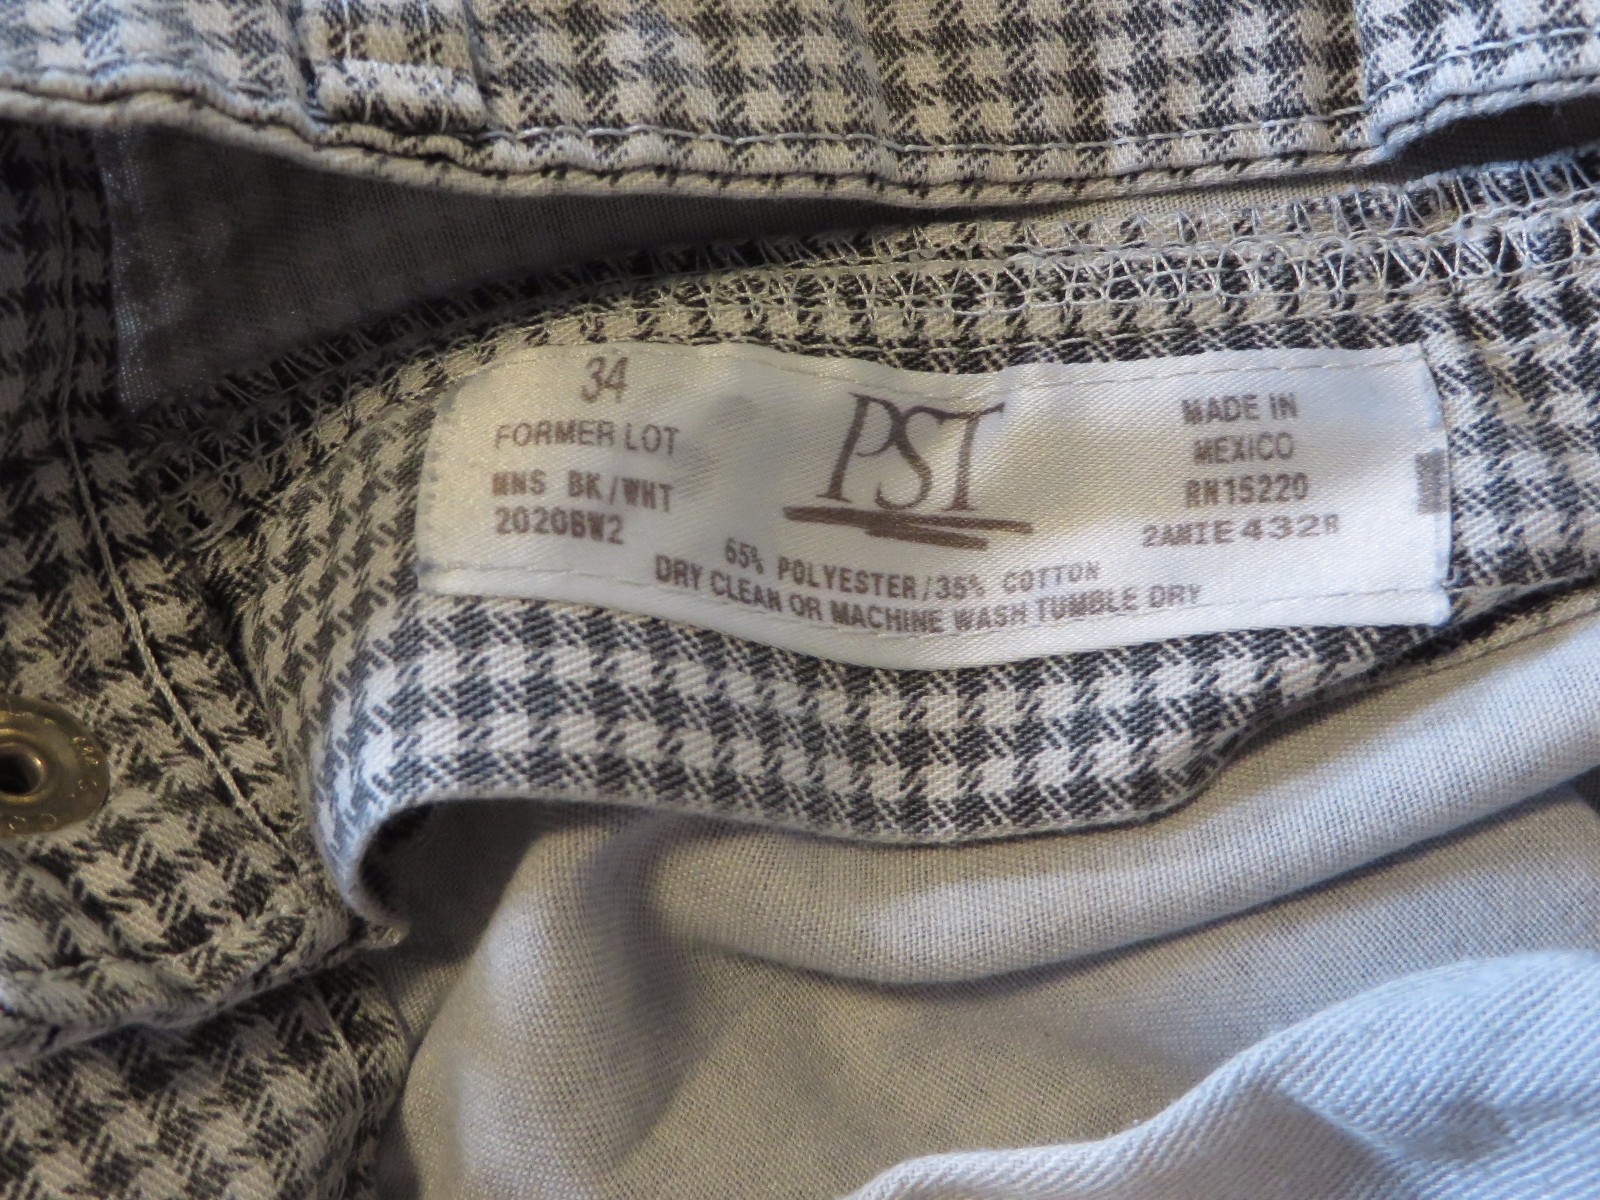 34
FORMER LOT
MNS BK/WHT
2020BW2
PST
MADE IN
MEXICO
RN15220
2AMIE432R
65% POLYESTER/35% COTTON
DRY CLEAN OR MACHINE WASH TUMBLE DRY